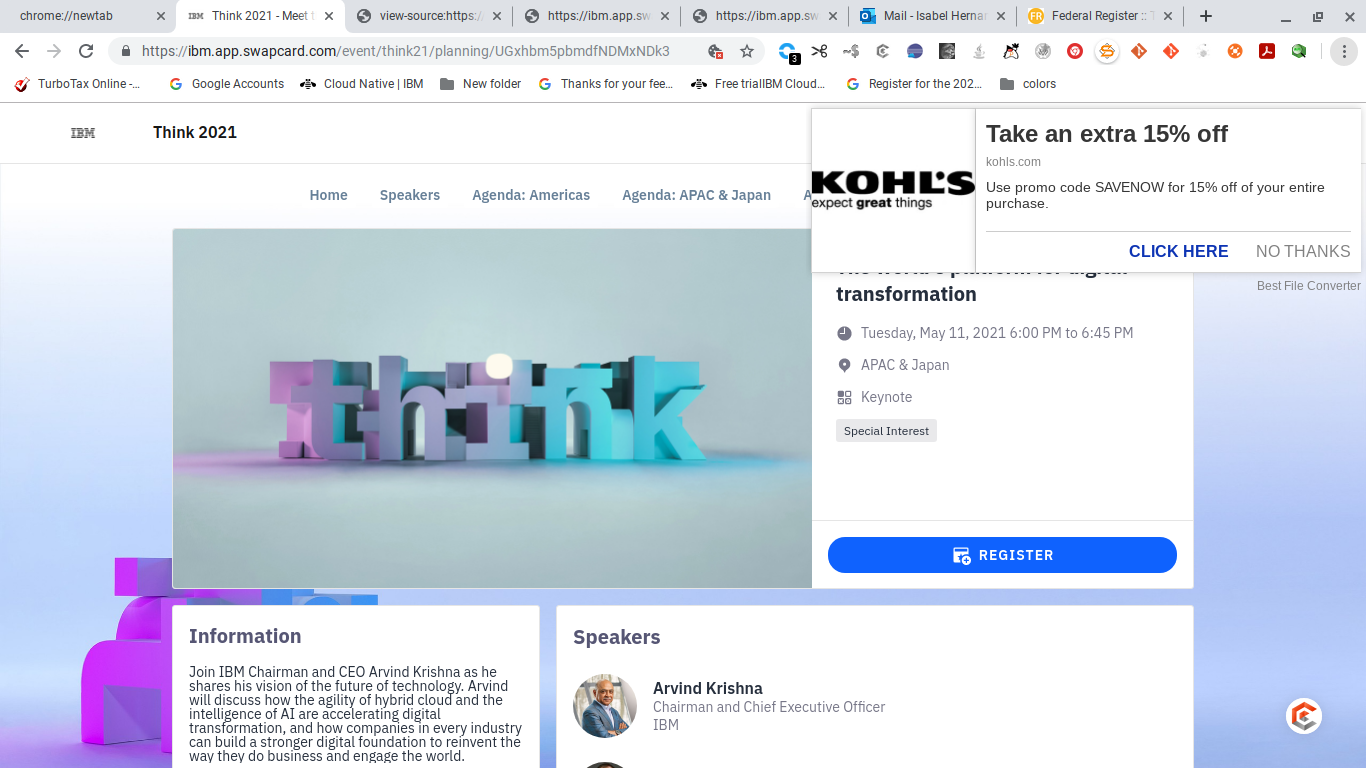 chrome://newtab
Think 2021 - Meet t
view-source:https:/
https://ibm.app.sw
https://ibm.app.sw
Mail - Isabel Hernan
Federal Register ::
https://ibm.app.swapcard.com/event/think21/planning/UGxhbm5pbmdfNDMxNDk3
3
TurboTax Online -...
Google Accounts
Cloud Native | IBM
New folder
Thanks for your fee...
Free trialIBM Cloud...
Register for the 202...
colors
IBM
Think 2021
Home
Speakers
Agenda: Americas
Agenda: APAC & Japan
A
KOHL'S
expect great things
Take an extra 15% off
kohls.com
Use promo code SAVENOW for 15% off of your entire
purchase.
CLICK HERE
NO THANKS
Best File Converter
think
The world's platform for digital
transformation
Tuesday, May 11, 2021 6:00 PM to 6:45 PM
APAC & Japan
Keynote
Special Interest
REGISTER
Information
Join IBM Chairman and CEO Arvind Krishna as he
shares his vision of the future of technology. Arvind
will discuss how the agility of hybrid cloud and the
intelligence of AI are accelerating digital
transformation, and how companies in every industry
can build a stronger digital foundation to reinvent the
way they do business and engage the world.
Speakers
Arvind Krishna
Chairman and Chief Executive Officer
IBM